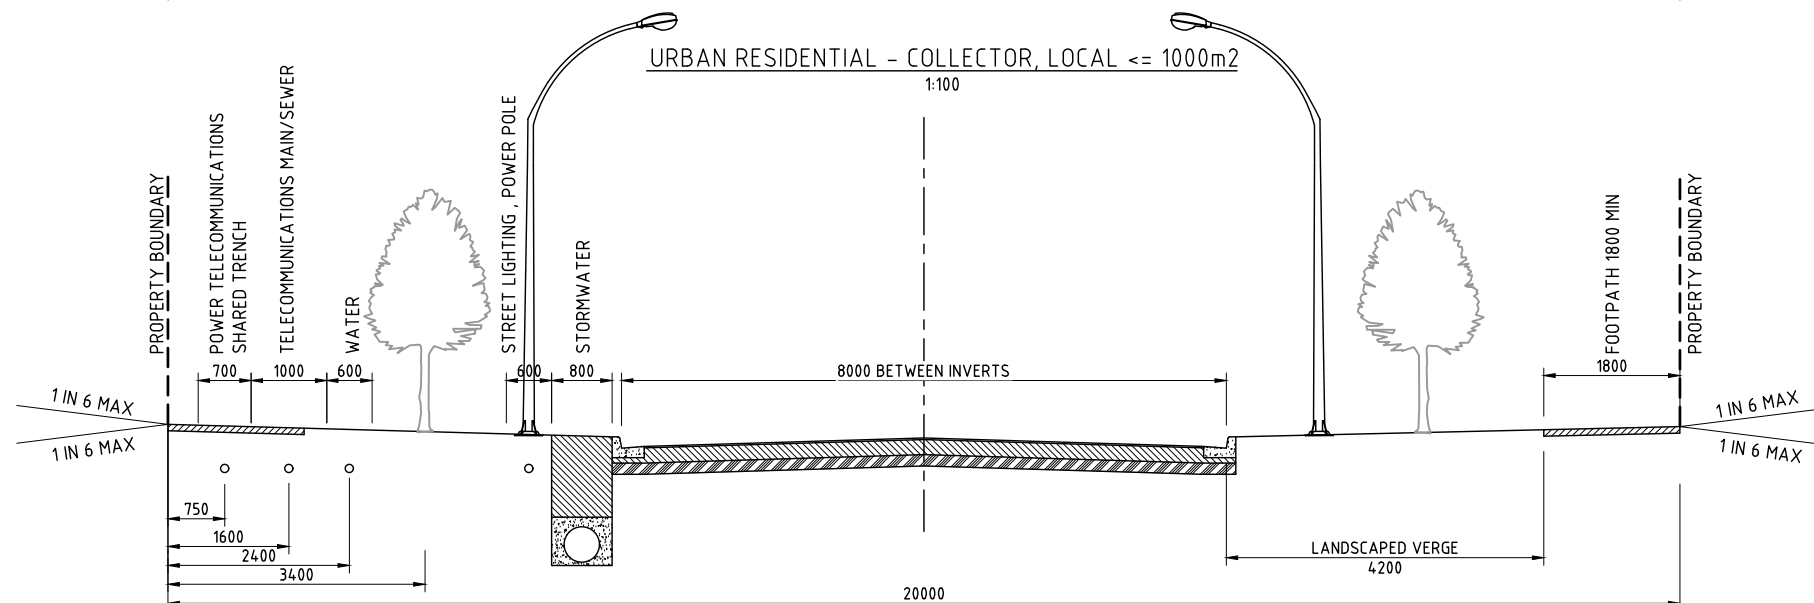 URBAN RESIDENTIAL - COLLECTOR, LOCAL <= 1000m2
1:100
PROPERTY BOUNDARY
POWER TELECOMMUNICATIONS
SHARED TRENCH
TELECOMMUNICATIONS MAIN/SEWER
WATER
STREET LIGHTING , POWER POLE
STORMWATER
FOOTPATH 1800 MIN
PROPERTY BOUNDARY
700
1000
600
600
800
8000 BETWEEN INVERTS
1800
1 IN 6 MAX
1 IN 6 MAX
1 IN 6 MAX
1 IN 6 MAX
750
1600
2400
3400
LANDSCAPED VERGE
4200
20000